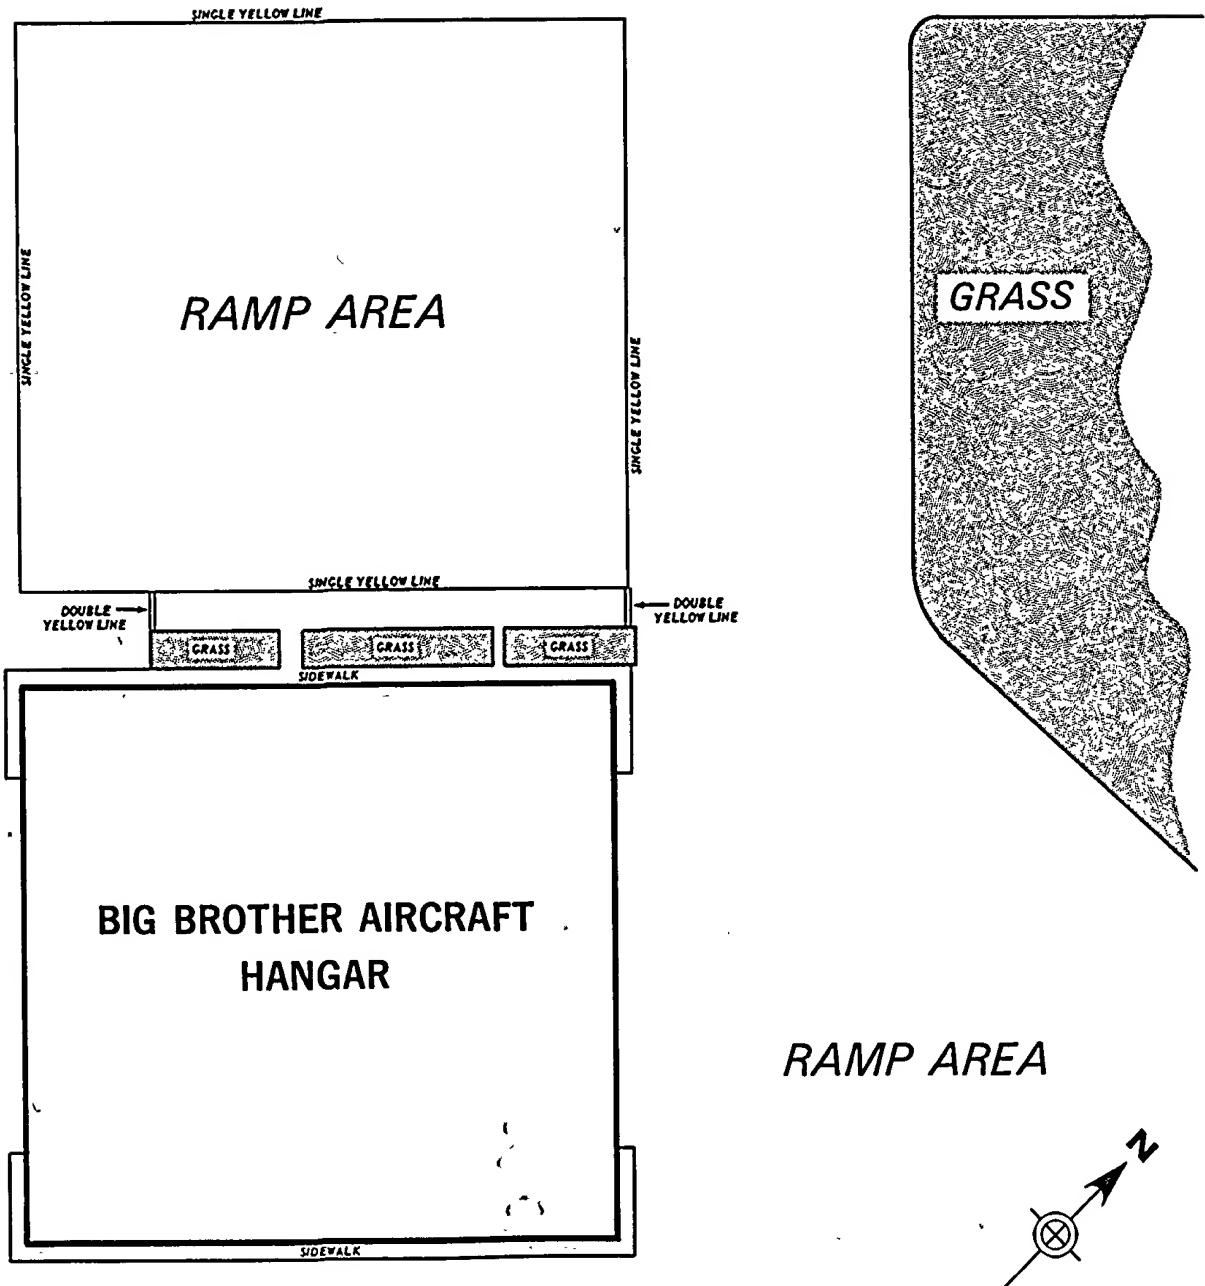 SINGLE YELLOW LINE
SINGLE YELLOW LINE
RAMP AREA
GRASS
SINGLE YELLOW LINE
SINGLE YELLOW LINE
DOUBLE
YELLOW LINE
DOUBLE
YELLOW LINE
GRASS
GRASS
GRASS
SIDEWALK
BIG BROTHER AIRCRAFT
HANGAR
RAMP AREA
N
SIDEWALK